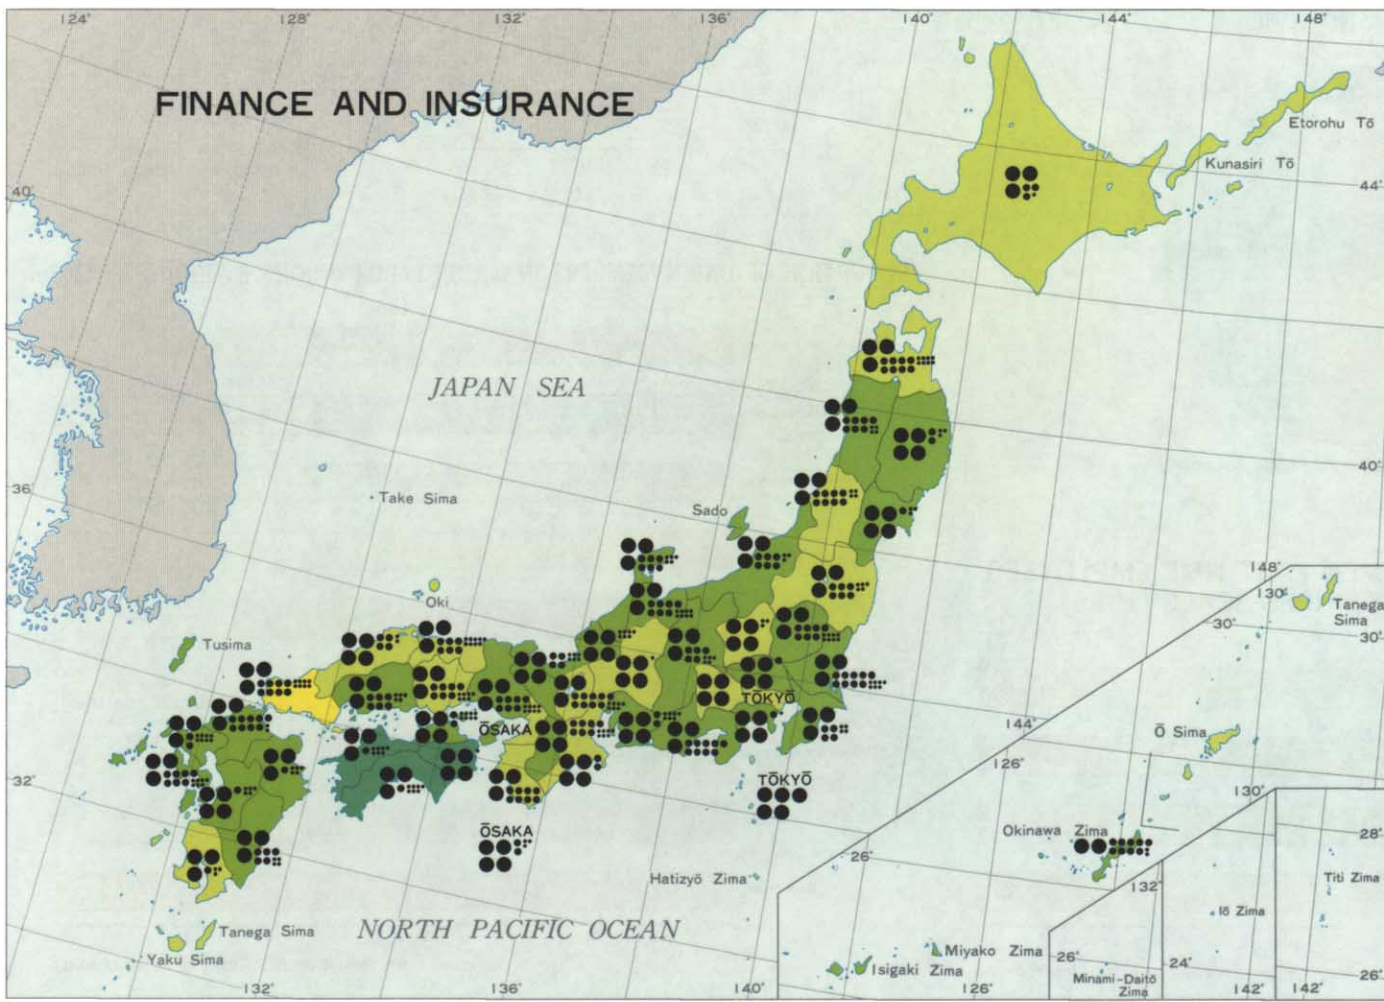 124°
128°
132°
136°
140°
144°
148°
FINANCE AND INSURANCE
Etorohu Tō
Kunasiri Tō
44°
40°
JAPAN SEA
40°
36°
Take Sima
Sado
148°
130°
Tanega
Sima
30°
30°
Oki
Tusima
TŌKYŌ
ŌSAKA
144°
126°
Ō Sima
32°
TŌKYŌ
130°
ŌSAKA
Okinawa Zima
28°
26°
132°
Titi Zima
Hatizyō Zima
Iō Zima
Tanega Sima
NORTH PACIFIC OCEAN
Yaku Sima
Miyako Zima
Isigaki Zima
26°
24°
26°
Minami-Daitō
Zima
132°
136°
140°
126°
142°
142°